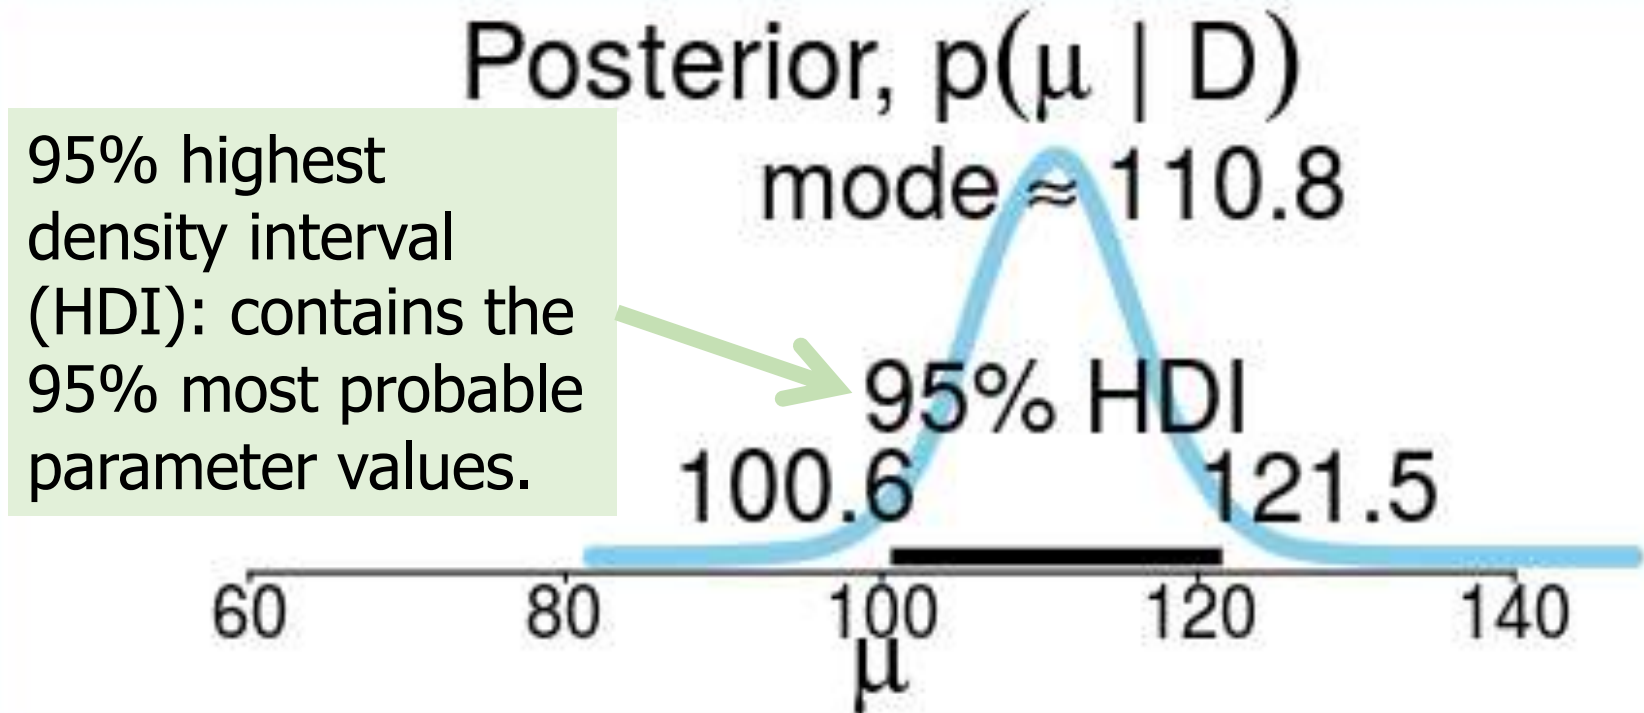 Posterior, p(μ | D)
mode ≈ 110.8
95% highest
density interval
(HDI): contains the
95% most probable
parameter values.
95% HDI
100.6 121.5
60 80 100 120 140
μ